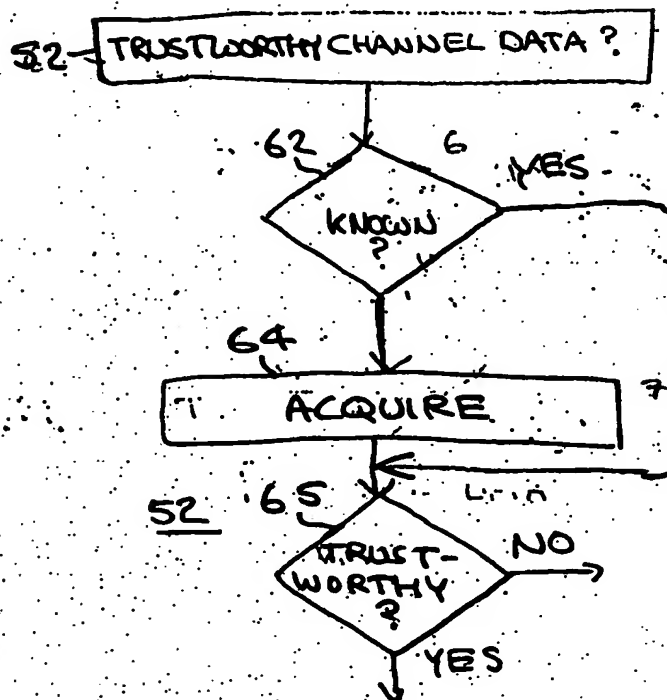 52 TRUSTWORTHY CHANNEL DATA ?
62 6
YES
KNOWN
?
64
ACQUIRE 7
52 65
TRUST-
WORTHY
?
NO
YES